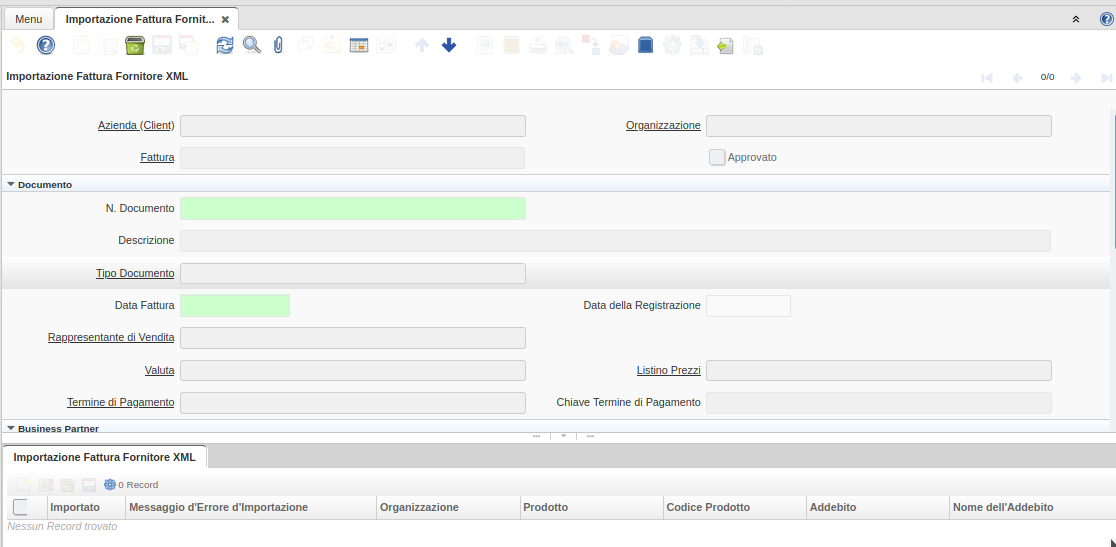 Menu
Importazione Fattura Fornit...
Importazione Fattura Fornitore XML
0/0
Azienda (Client)
Organizzazione
Fattura
Approvato
Documento
N. Documento
Descrizione
Tipo Documento
Data Fattura
Data della Registrazione
Rappresentante di Vendita
Valuta
Listino Prezzi
Termine di Pagamento
Chiave Termine di Pagamento
Business Partner
Importazione Fattura Fornitore XML
0 Record
Importato Messaggio d'Errore d'Importazione Organizzazione Prodotto Codice Prodotto Addebito Nome dell'Addebito
Nessun Record trovato